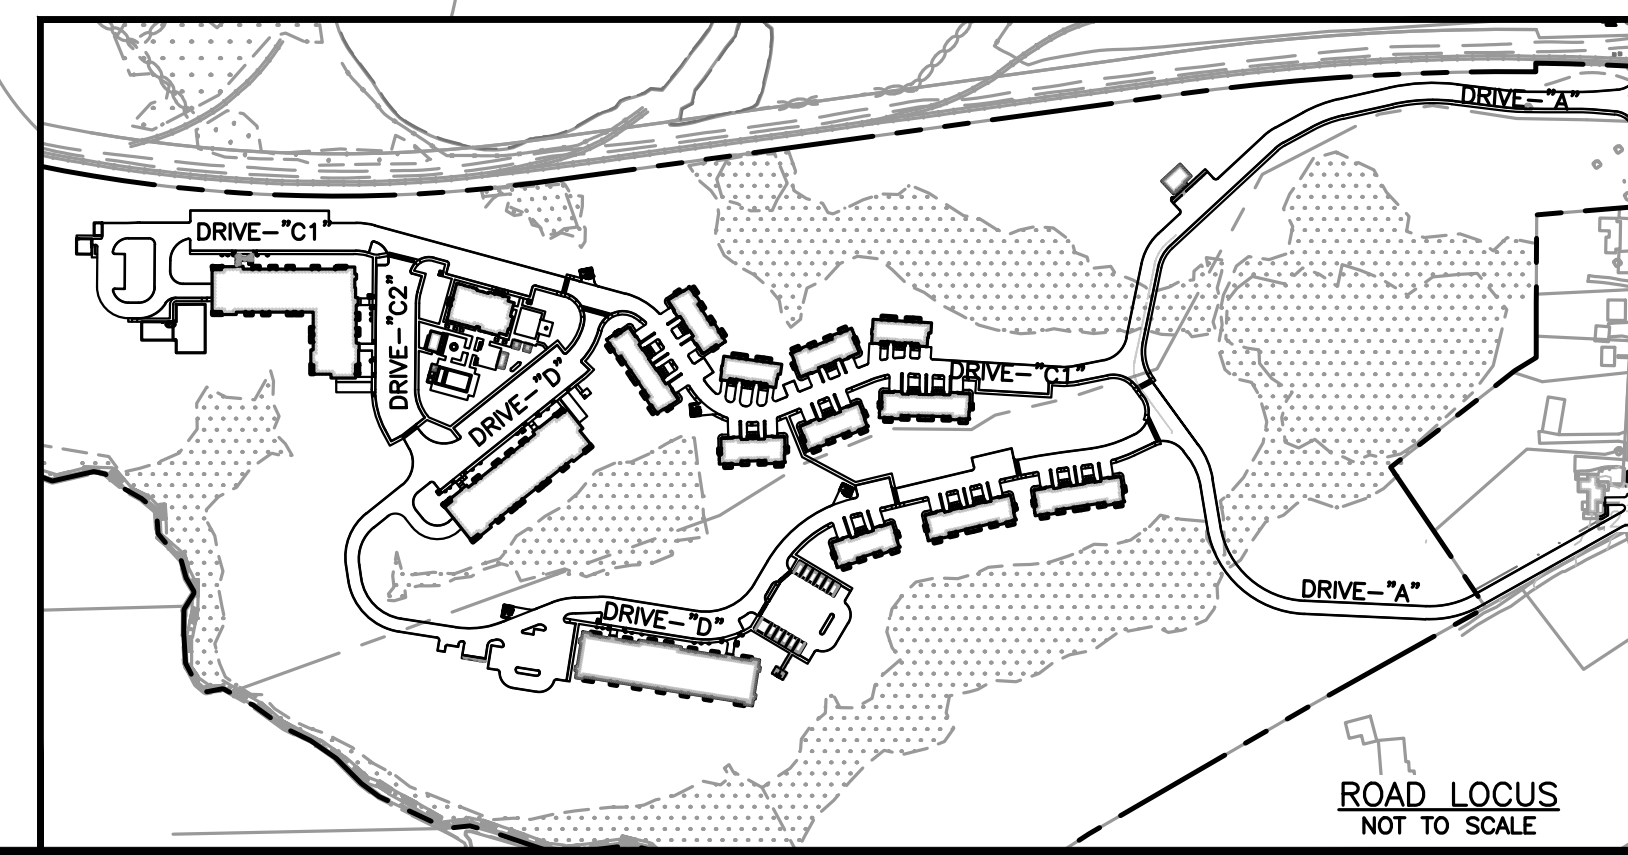 DRIVE-"A"
DRIVE-"C1"
DRIVE-"C2"
DRIVE-"D"
DRIVE-"C1"
DRIVE-"A"
DRIVE-"D"
ROAD LOCUS
NOT TO SCALE